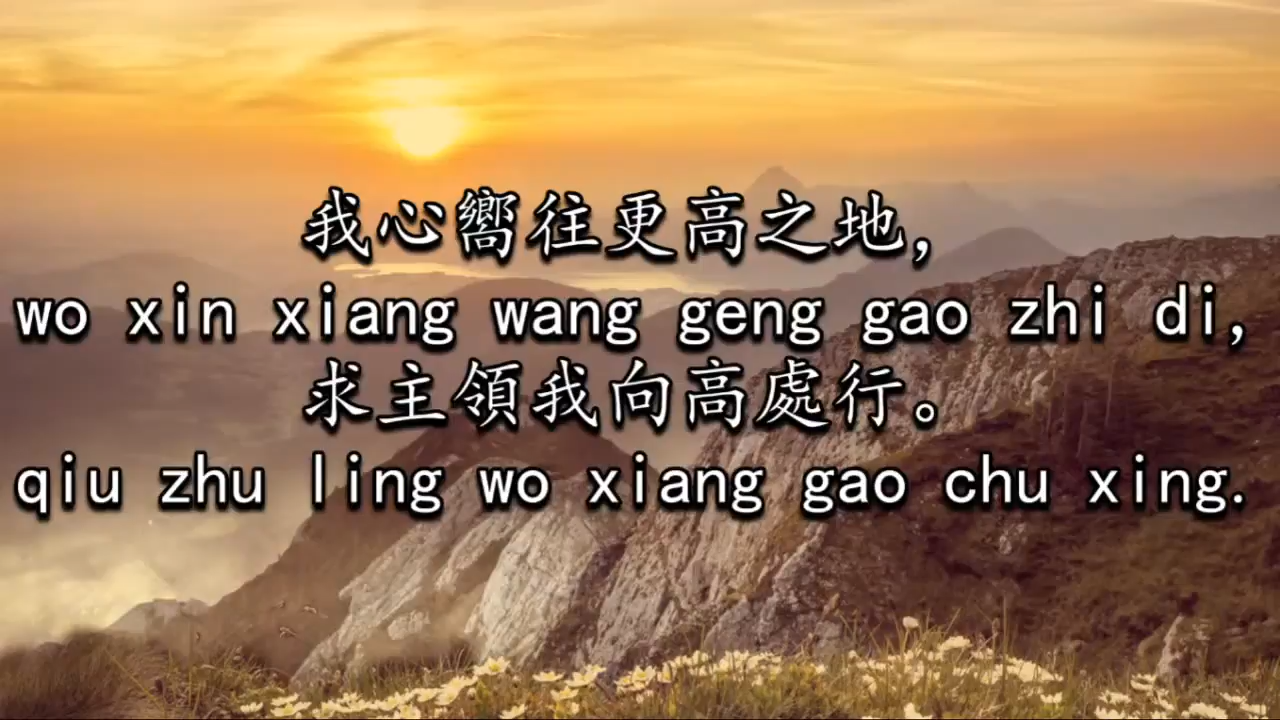 我心嚮往更高之地，
wo xin xiang wang geng gao zhi di,
求主領我向高處行。
qiu zhu ling wo xiang gao chu xing.